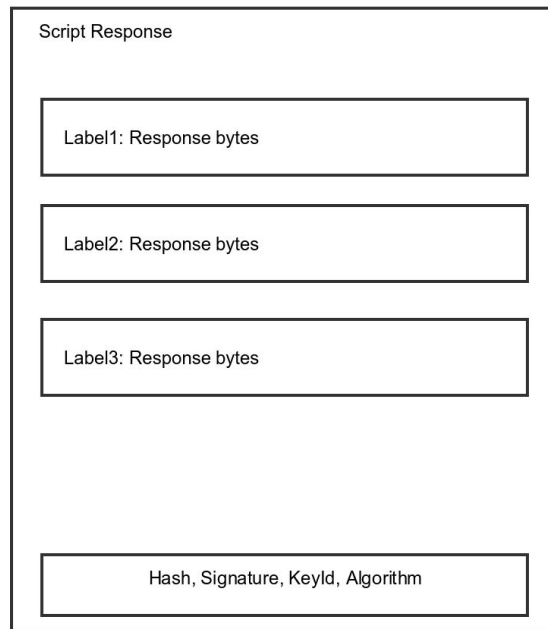 Script Response
Label1: Response bytes
Label2: Response bytes
Label3: Response bytes
Hash, Signature, KeyId, Algorithm